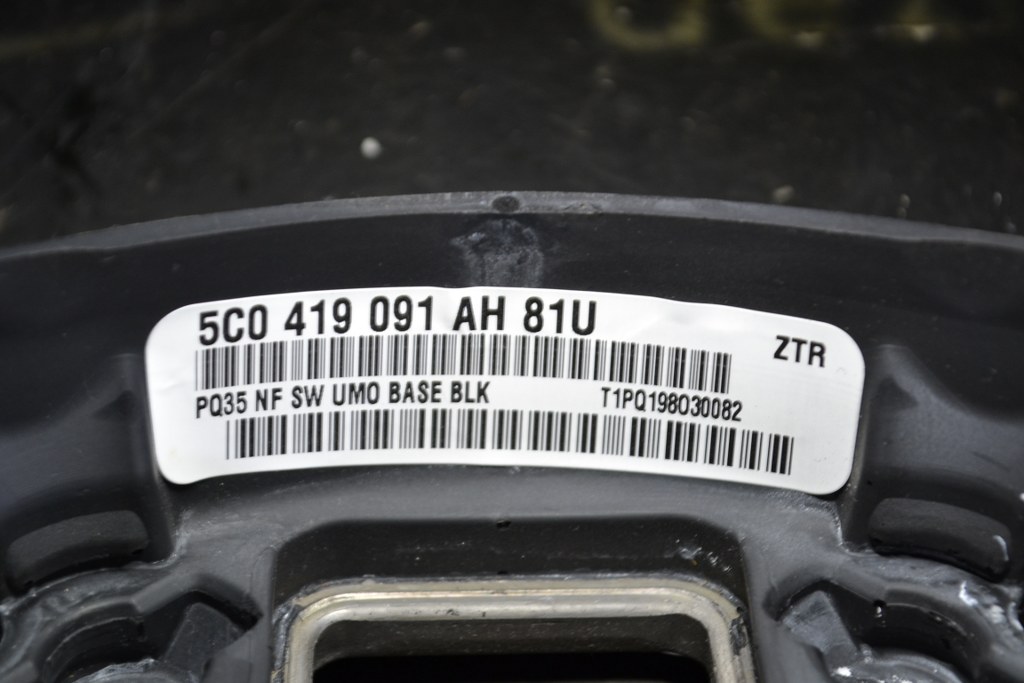 5C0 419 091 AH 81U
ZTR
PQ35 NF SW UMO BASE BLK T1PQ198030082